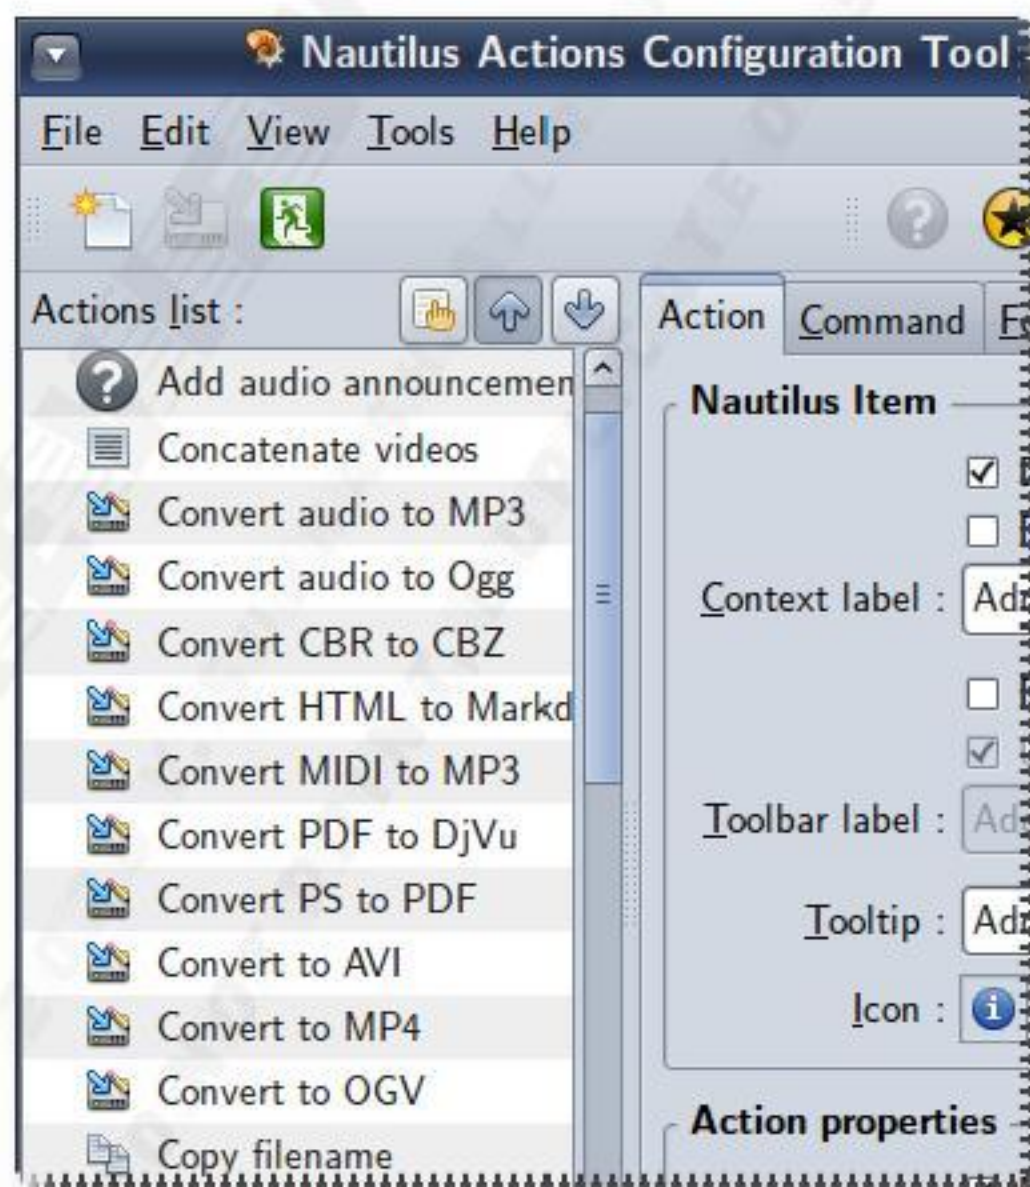 Nautilus Actions Configuration Tool
File Edit View Tools Help
Actions list :
Add audio announcemen
Concatenate videos
Convert audio to MP3
Convert audio to Ogg
Convert CBR to CBZ
Convert HTML to Markd
Convert MIDI to MP3
Convert PDF to DjVu
Convert PS to PDF
Convert to AVI
Convert to MP4
Convert to OGV
Copy filename
Action Command
Nautilus Item
Context label : Ad
Toolbar label : Ad
Tooltip : Ad
Icon :
Action properties